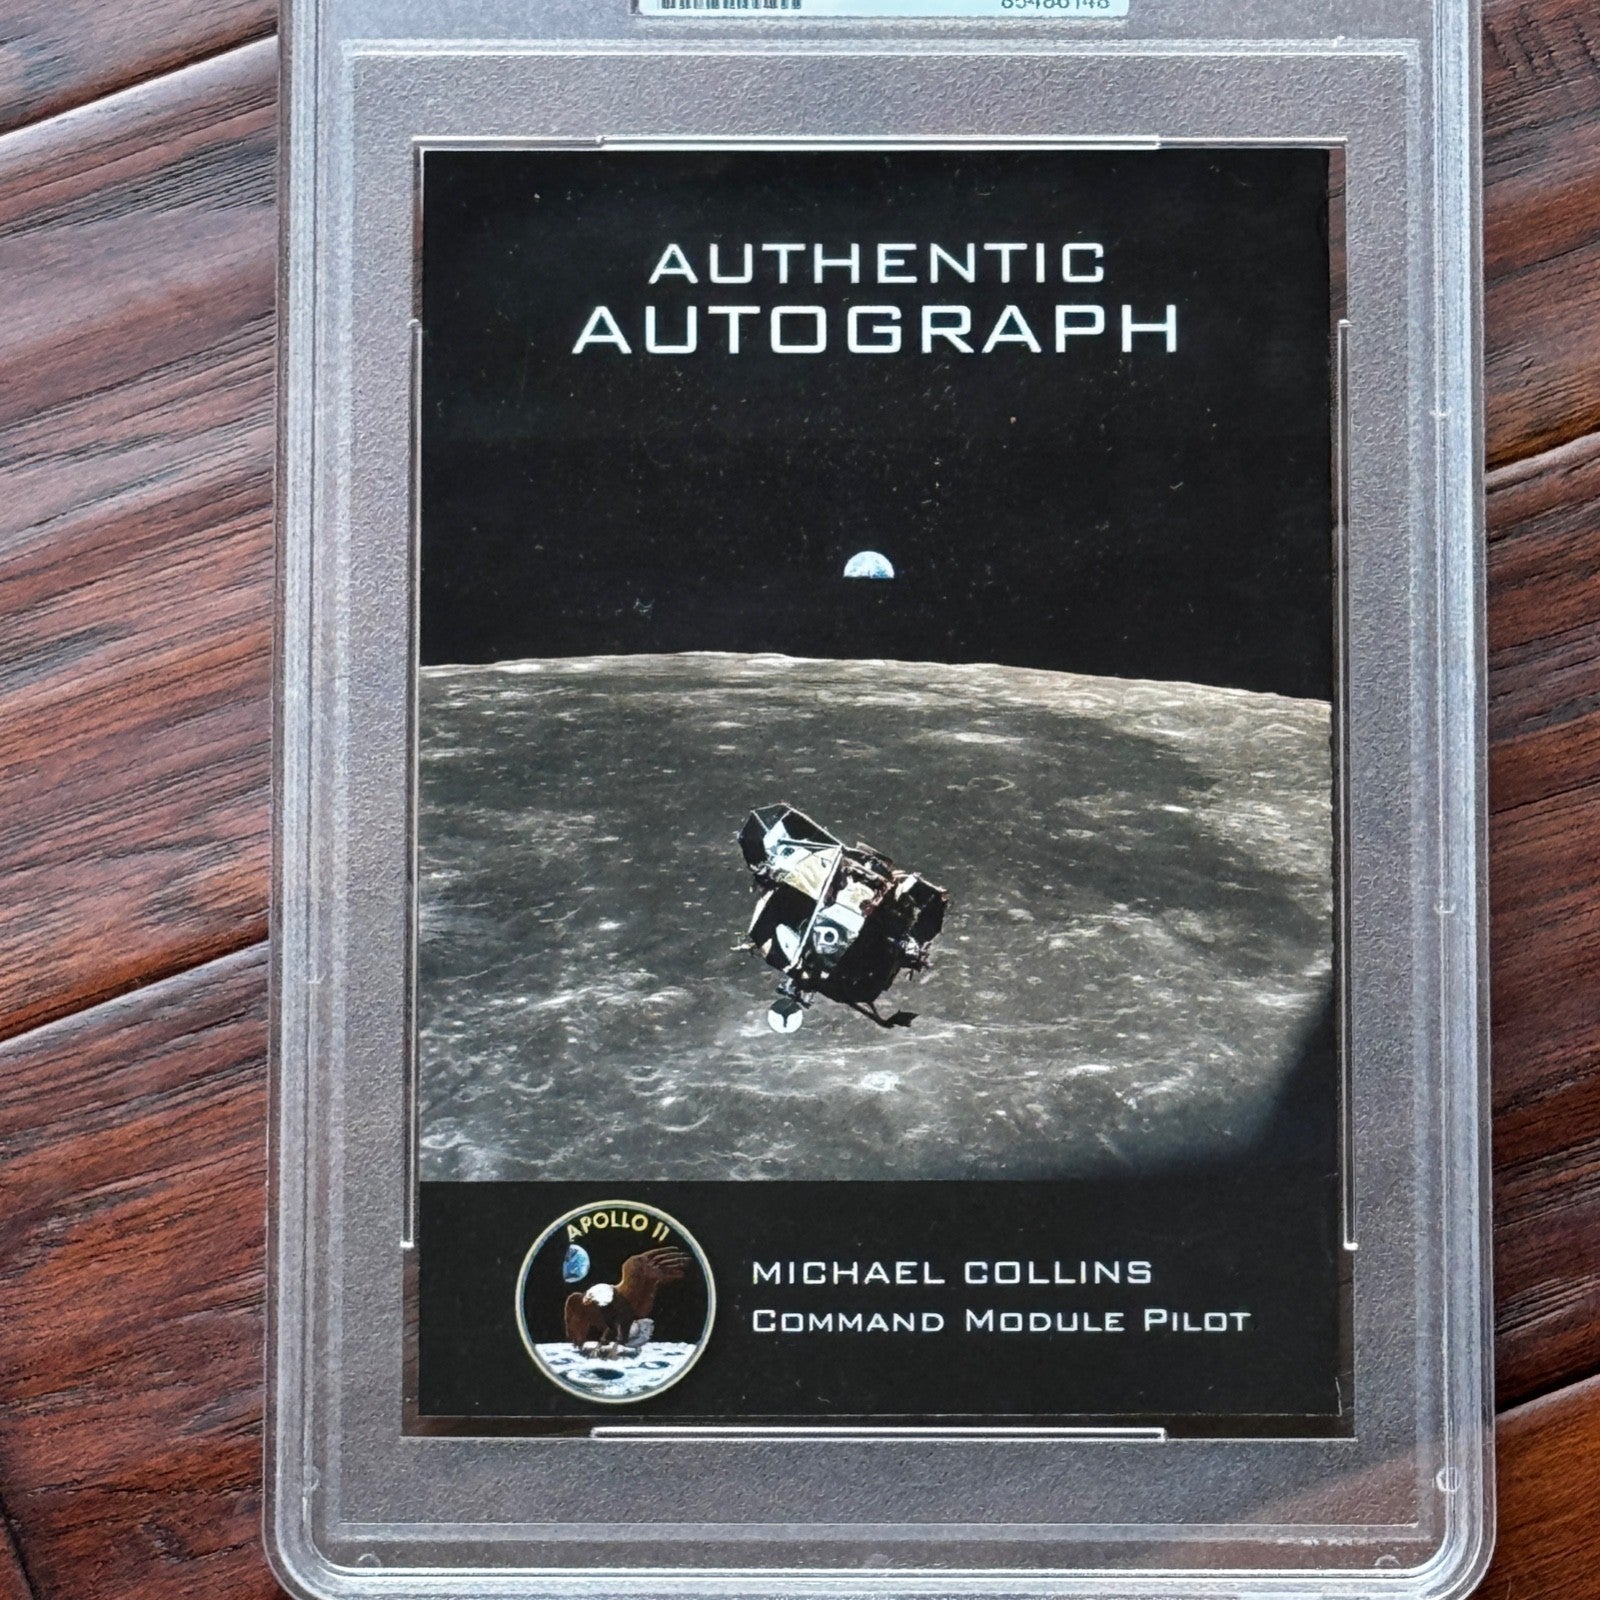 AUTHENTIC
AUTOGRAPH
APOLLO 11
MICHAEL COLLINS
COMMAND MODULE PILOT